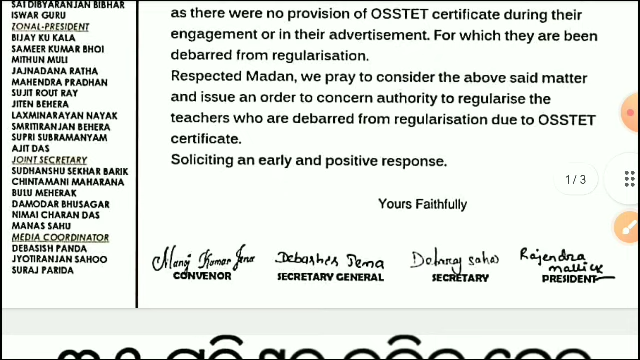 SAI DIBYARANJAN BIBHAR
ISWAR GURU
ZONAL-PRESIDENT
BIJAY KU KALA
SAMEER KUMAR BHOI
MITHUN MULI
JAJNADANA RATHA
MAHENDRA PRADHAN
SUJIT ROUT RAY
JITEN BEHERA
LAXMINARAYAN NAYAK
SMRITIRANJAN BEHERA
SUPRI SUBRAMANYAM
AJIT DAS
JOINT SECRETARY
SUDHANSHU SEKHAR BARIK
CHINTAMANI MAHARANA
BULU MEHERAK
DAMODAR BHUSAGAR
NIMAI CHARAN DAS
MANAS SAHU
MEDIA COORDINATOR
DEBASISH PANDA
JYOTIRANJAN SAHOO
SURAJ PARIDA
as there were no provision of OSSTET certificate during their
engagement or in their advertisement. For which they are been
debarred from regularisation.
Respected Madan, we pray to consider the above said matter
and issue an order to concern authority to regularise the
teachers who are debarred from regularisation due to OSSTET
certificate.
Soliciting an early and positive response.
1/3
Yours Faithfully
Manoj Kumar Jena
CONVENOR
Debashis Jema
SECRETARY GENERAL
sahoo
SECRETARY
Rajendra
mallick
PRESIDENT